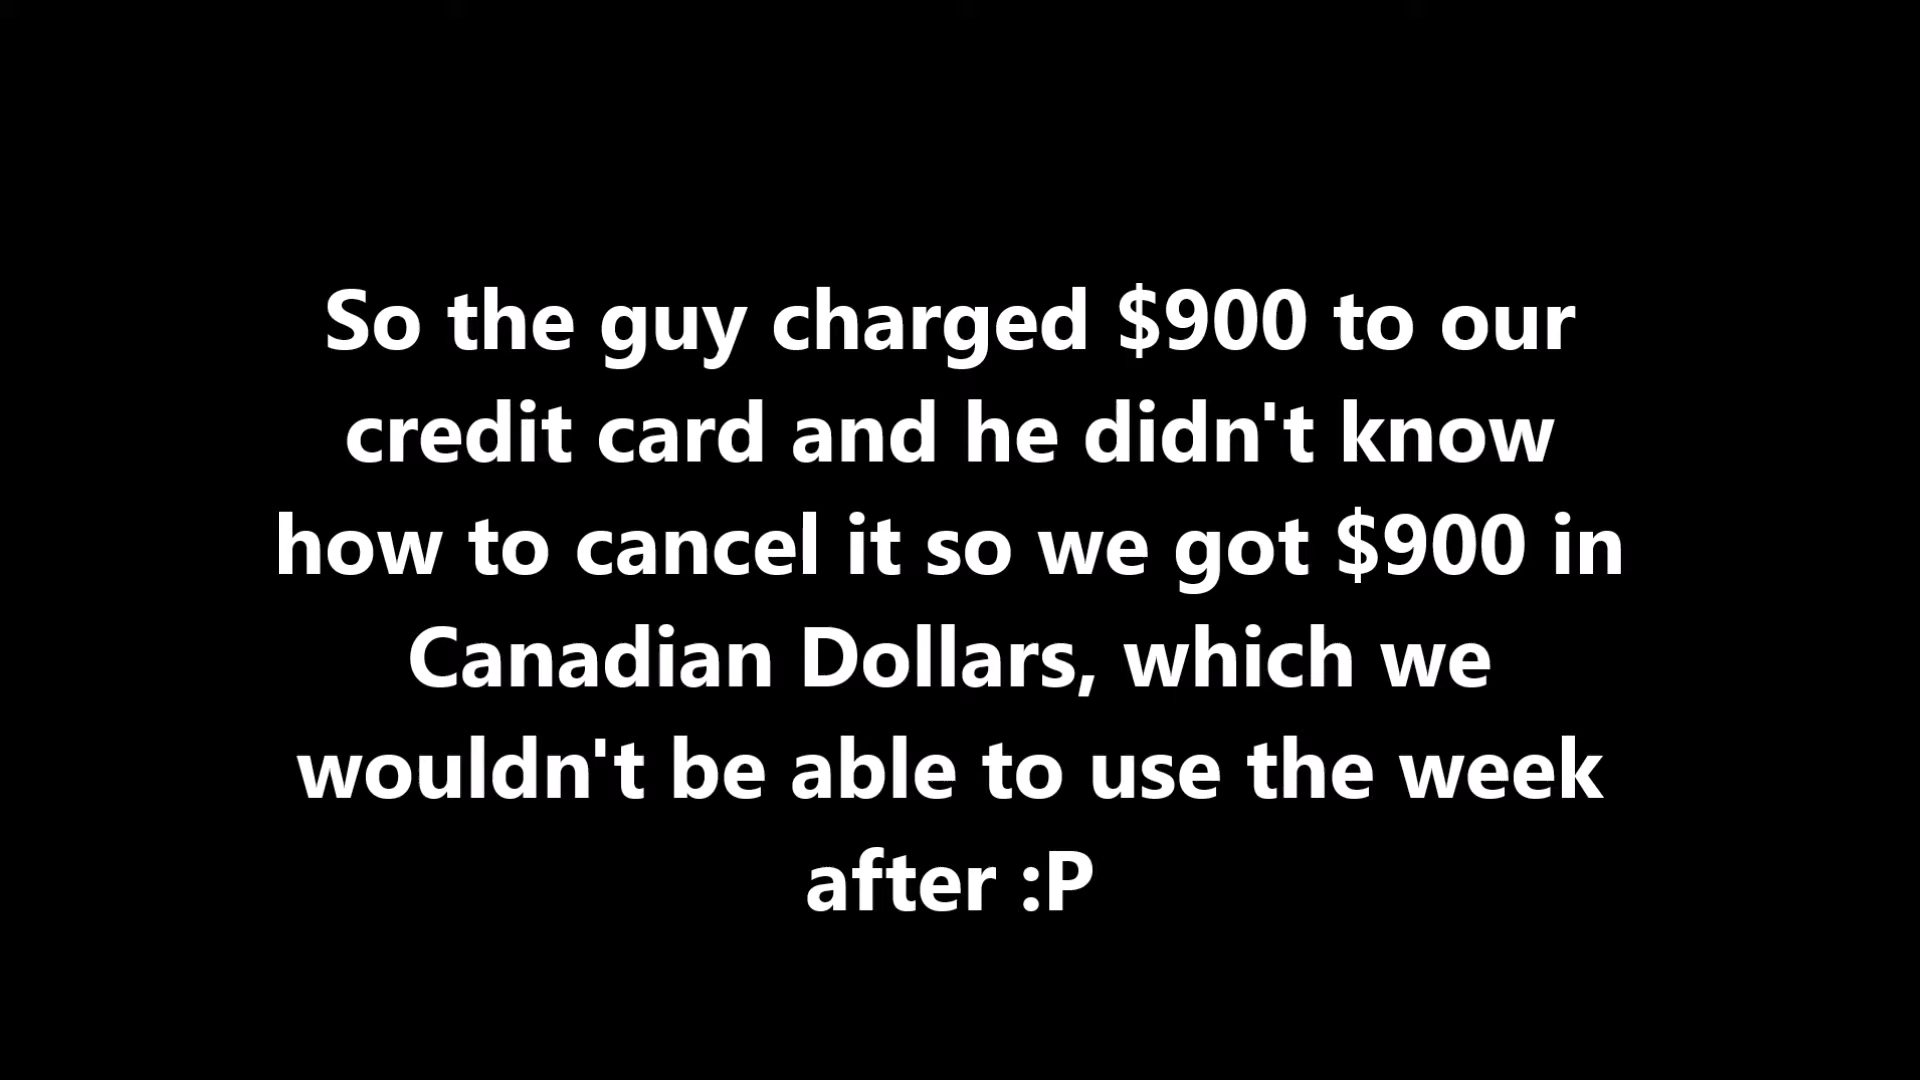 So the guy charged $900 to our
credit card and he didn't know
how to cancel it so we got $900 in
Canadian Dollars, which we
wouldn't be able to use the week
after :P